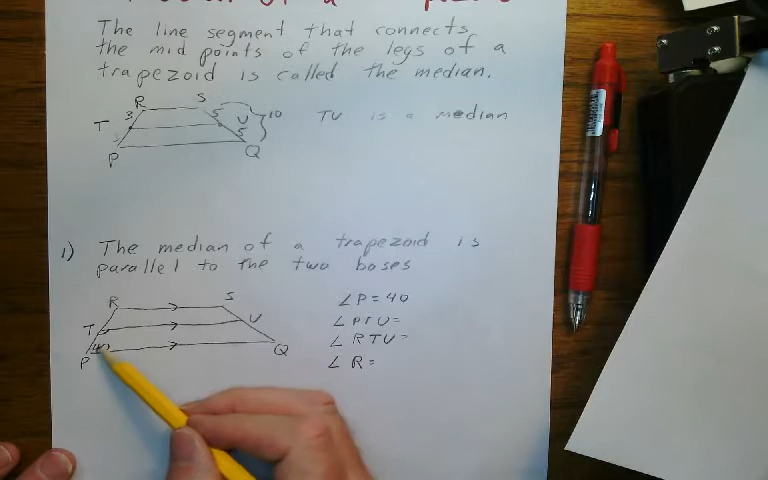 The line segment that connects
the mid points of the legs of a
trapezoid is called the median.
R S
3 5 U 10
T
5
P Q
TU is a median
1) The median of a trapezoid is
parallel to the two bases
R S
T U
40
P Q
∠P=40
∠PTU=
∠RTU=
∠R=